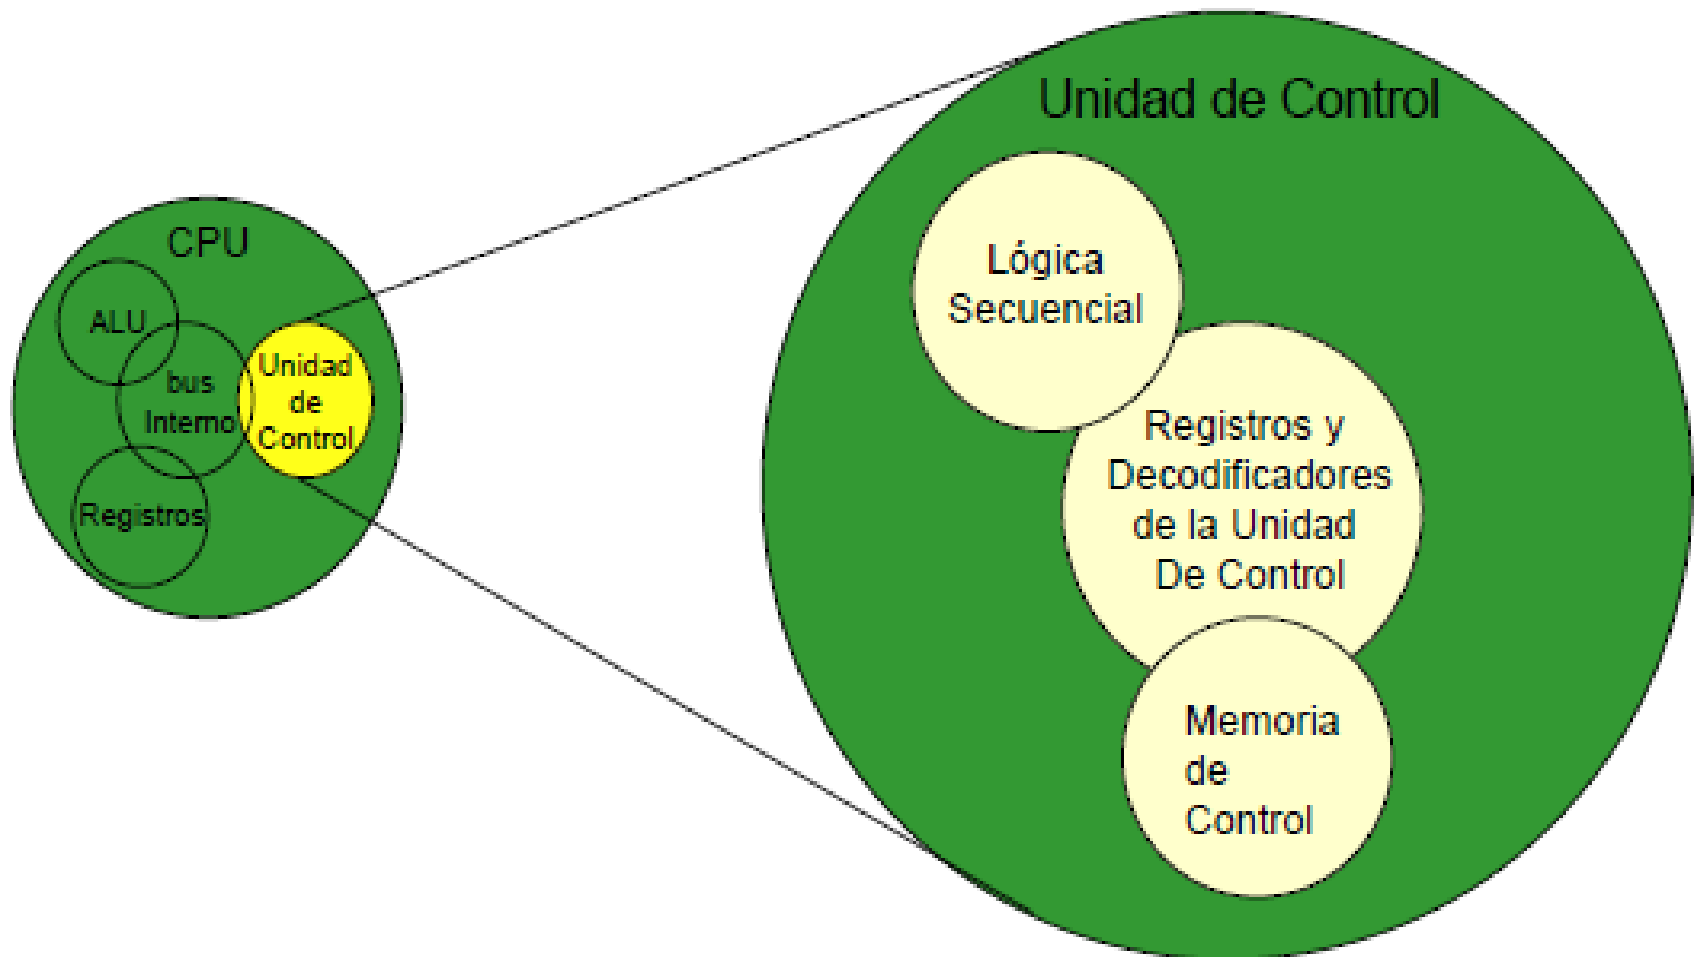 CPU
ALU
bus
Interno
Unidad
de
Control
Registros
Unidad de Control
Lógica
Secuencial
Registros y
Decodificadores
de la Unidad
De Control
Memoria
de
Control